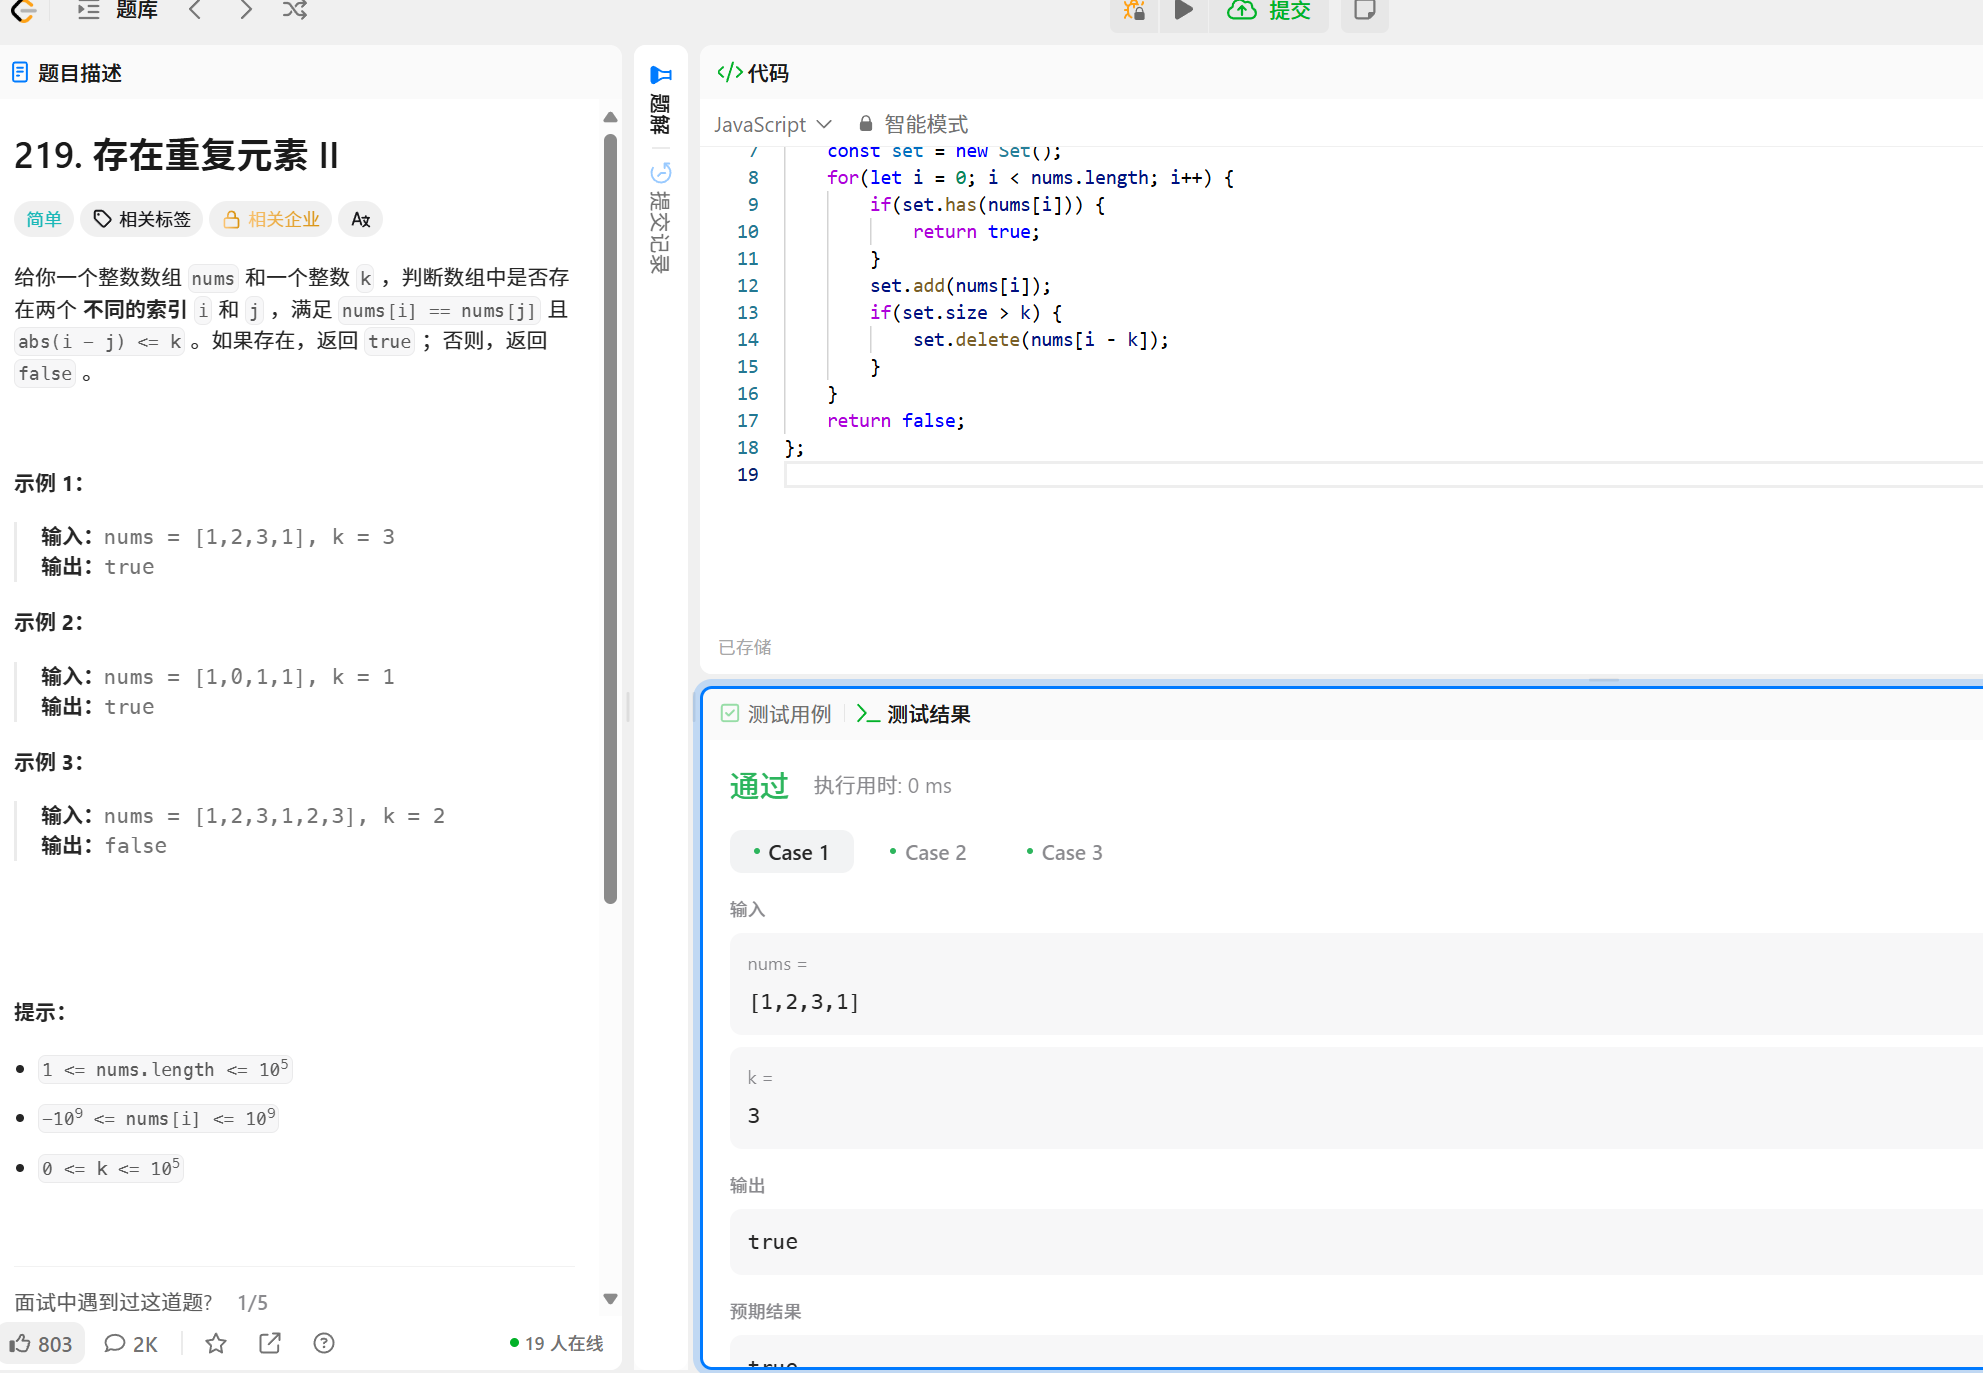 题库
提交
题目描述
219. 存在重复元素 II
简单 相关标签 相关企业
给你一个整数数组 nums 和一个整数 k ，判断数组中是否存
在两个 不同的索引 i 和 j ，满足 nums[i] == nums[j] 且
abs(i - j) <= k 。如果存在，返回 true ；否则，返回
false 。
示例 1：
输入：nums = [1,2,3,1], k = 3
输出：true
示例 2：
输入：nums = [1,0,1,1], k = 1
输出：true
示例 3：
输入：nums = [1,2,3,1,2,3], k = 2
输出：false
提示：
1 <= nums.length <= 10⁵
-10⁹ <= nums[i] <= 10⁹
0 <= k <= 10⁵
面试中遇到过这道题? 1/5
803 2K 19 人在线
题解
提交记录
</> 代码
JavaScript 智能模式
7 const set = new Set();
8 for(let i = 0; i < nums.length; i++) {
9 if(set.has(nums[i])) {
10 return true;
11 }
12 set.add(nums[i]);
13 if(set.size > k) {
14 set.delete(nums[i - k]);
15 }
16 }
17 return false;
18 };
19
已存储
测试用例 >_ 测试结果
通过 执行用时: 0 ms
Case 1 Case 2 Case 3
输入
nums =
[1,2,3,1]
k =
3
输出
true
预期结果
true